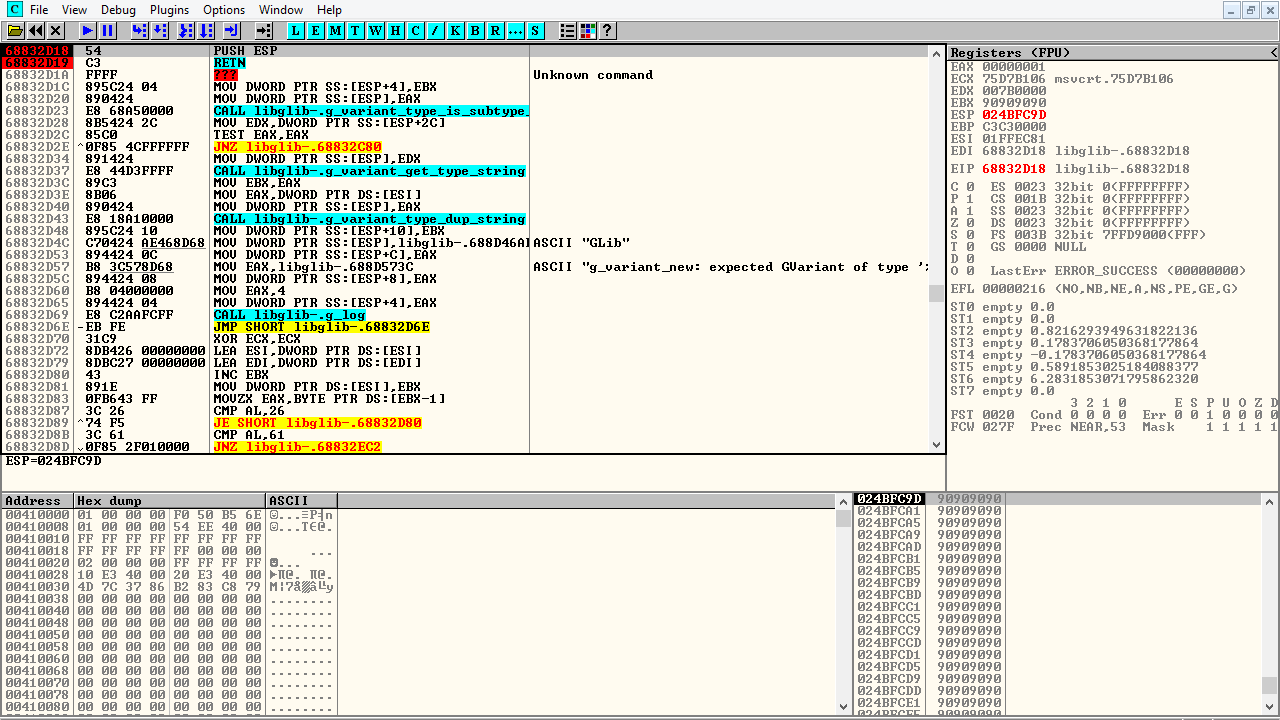 C File View Debug Plugins Options Window Help
L E M T W H C / K B R ... S ?
68832D18 54 PUSH ESP
68832D19 C3 RETN
68832D1A FFFF ??? Unknown command
68832D1C 895C24 04 MOV DWORD PTR SS:[ESP+4],EBX
68832D20 890424 MOV DWORD PTR SS:[ESP],EAX
68832D23 E8 68A50000 CALL libglib-.g_variant_type_is_subtype_
68832D28 8B5424 2C MOV EDX,DWORD PTR SS:[ESP+2C]
68832D2C 85C0 TEST EAX,EAX
68832D2E ^0F85 4CFFFFFF JNZ libglib-.68832C80
68832D34 891424 MOV DWORD PTR SS:[ESP],EDX
68832D37 E8 44D3FFFF CALL libglib-.g_variant_get_type_string
68832D3C 89C3 MOV EBX,EAX
68832D3E 8B06 MOV EAX,DWORD PTR DS:[ESI]
68832D40 890424 MOV DWORD PTR SS:[ESP],EAX
68832D43 E8 18A10000 CALL libglib-.g_variant_type_dup_string
68832D48 895C24 10 MOV DWORD PTR SS:[ESP+10],EBX
68832D4C C70424 AE468D68 MOV DWORD PTR SS:[ESP],libglib-.688D46A ASCII "GLib"
68832D53 894424 0C MOV DWORD PTR SS:[ESP+C],EAX
68832D57 B8 3C578D68 MOV EAX,libglib-.688D573C ASCII "g_variant_new: expected GVariant of type '
68832D5C 894424 08 MOV DWORD PTR SS:[ESP+8],EAX
68832D60 B8 04000000 MOV EAX,4
68832D65 894424 04 MOV DWORD PTR SS:[ESP+4],EAX
68832D69 E8 C2AAFCFF CALL libglib-.g_log
68832D6E -EB FE JMP SHORT libglib-.68832D6E
68832D70 31C9 XOR ECX,ECX
68832D72 8DB426 00000000 LEA ESI,DWORD PTR DS:[ESI]
68832D79 8DBC27 00000000 LEA EDI,DWORD PTR DS:[EDI]
68832D80 43 INC EBX
68832D81 891E MOV DWORD PTR DS:[ESI],EBX
68832D83 0FB643 FF MOVZX EAX,BYTE PTR DS:[EBX-1]
68832D87 3C 26 CMP AL,26
68832D89 ^74 F5 JE SHORT libglib-.68832D80
68832D8B 3C 61 CMP AL,61
68832D8D 0F85 2F010000 JNZ libglib-.68832EC2
ESP=024BFC9D
Registers (FPU) <
EAX 00000001
ECX 75D7B106 msvcrt.75D7B106
EDX 007B0000
EBX 90909090
ESP 024BFC9D
EBP C3C30000
ESI 01FFEC81
EDI 68832D18 libglib-.68832D18
EIP 68832D18 libglib-.68832D18
C 0 ES 0023 32bit 0(FFFFFFFF)
P 1 CS 001B 32bit 0(FFFFFFFF)
A 1 SS 0023 32bit 0(FFFFFFFF)
Z 0 DS 0023 32bit 0(FFFFFFFF)
S 0 FS 003B 32bit 7FFD9000(FFF)
T 0 GS 0000 NULL
D 0
O 0 LastErr ERROR_SUCCESS (00000000)
EFL 00000216 (NO,NB,NE,A,NS,PE,GE,G)
ST0 empty 0.0
ST1 empty 0.0
ST2 empty 0.8216293949631822136
ST3 empty 0.1783706050368177864
ST4 empty -0.1783706050368177864
ST5 empty 0.5891853025184088377
ST6 empty 6.2831853071795862320
ST7 empty 0.0
3 2 1 0 E S P U O Z D
FST 0020 Cond 0 0 0 0 Err 0 0 1 0 0 0 0
FCW 027F Prec NEAR,53 Mask 1 1 1 1 1
Address Hex dump ASCII
00410000 01 00 00 00 F0 50 B5 6E ☺...≡P╡n
00410008 01 00 00 00 54 EE 40 00 ☺...T∈@.
00410010 FF FF FF FF FF FF FF FF
00410018 FF FF FF FF FF 00 00 00 ...
00410020 02 00 00 00 FF FF FF FF ☻...
00410028 10 E3 40 00 20 E3 40 00 ►π@. π@.
00410030 4D 7C 37 86 B2 83 C8 79 M|7å▓â╚y
00410038 00 00 00 00 00 00 00 00 ........
00410040 00 00 00 00 00 00 00 00 ........
00410048 00 00 00 00 00 00 00 00 ........
00410050 00 00 00 00 00 00 00 00 ........
00410058 00 00 00 00 00 00 00 00 ........
00410060 00 00 00 00 00 00 00 00 ........
00410068 00 00 00 00 00 00 00 00 ........
00410070 00 00 00 00 00 00 00 00 ........
00410078 00 00 00 00 00 00 00 00 ........
00410080 00 00 00 00 00 00 00 00 ........
024BFC9D 90909090
024BFCA1 90909090
024BFCA5 90909090
024BFCA9 90909090
024BFCAD 90909090
024BFCB1 90909090
024BFCB5 90909090
024BFCB9 90909090
024BFCBD 90909090
024BFCC1 90909090
024BFCC5 90909090
024BFCC9 90909090
024BFCCD 90909090
024BFCD1 90909090
024BFCD5 90909090
024BFCD9 90909090
024BFCDD 90909090
024BFCE1 90909090
024BFCE5 90909090